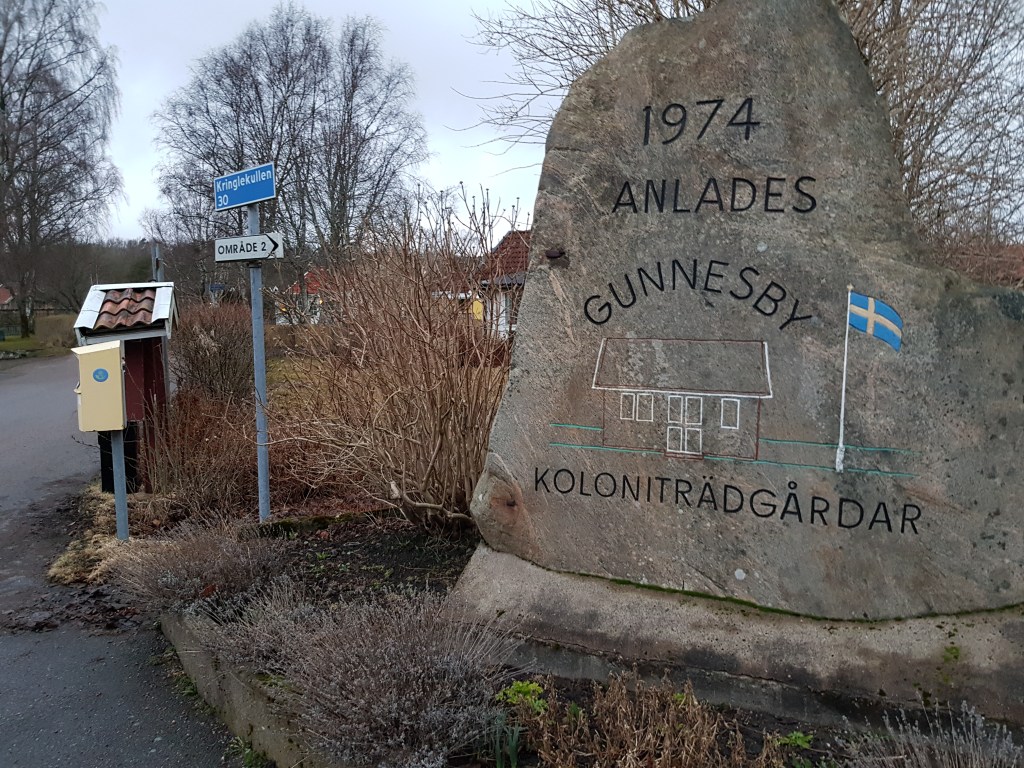 Kringlekullen
30
OMRÅDE 2
1974
ANLADES
GUNNESBY
KOLONITRÄDGÅRDAR